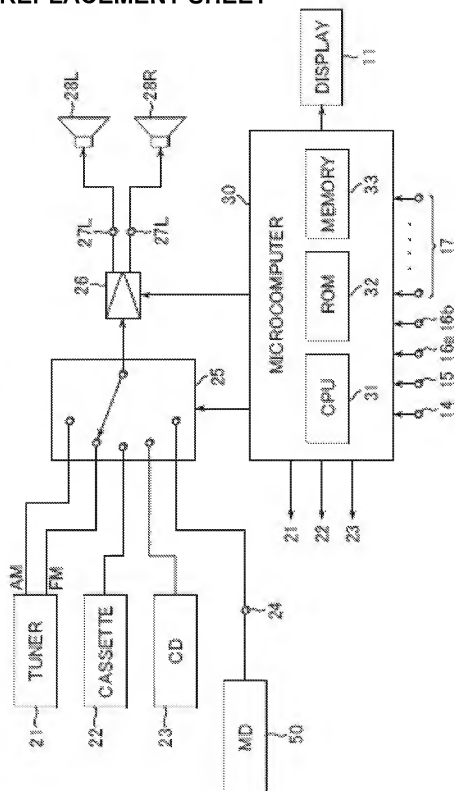 REPLACEMENT SHEET
28L
28R
27L
27L
26
25
AM
FM
TUNER
21
CASSETTE
22
CD
23
24
MD
50
DISPLAY
11
30
MICROCOMPUTER
MEMORY
33
ROM
32
CPU
31
21
22
23
14
15
16a
16b
17